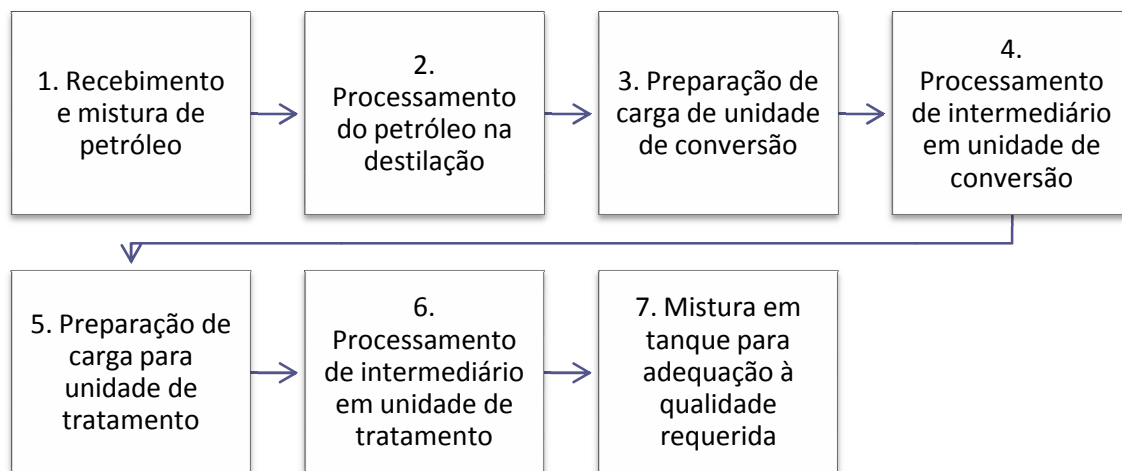 1. Recebimento
e mistura de
petróleo
2.
Processamento
do petróleo na
destilação
3. Preparação de
carga de unidade
de conversão
4.
Processamento
de intermediário
em unidade de
conversão
5. Preparação de
carga para
unidade de
tratamento
6.
Processamento
de intermediário
em unidade de
tratamento
7. Mistura em
tanque para
adequação à
qualidade
requerida